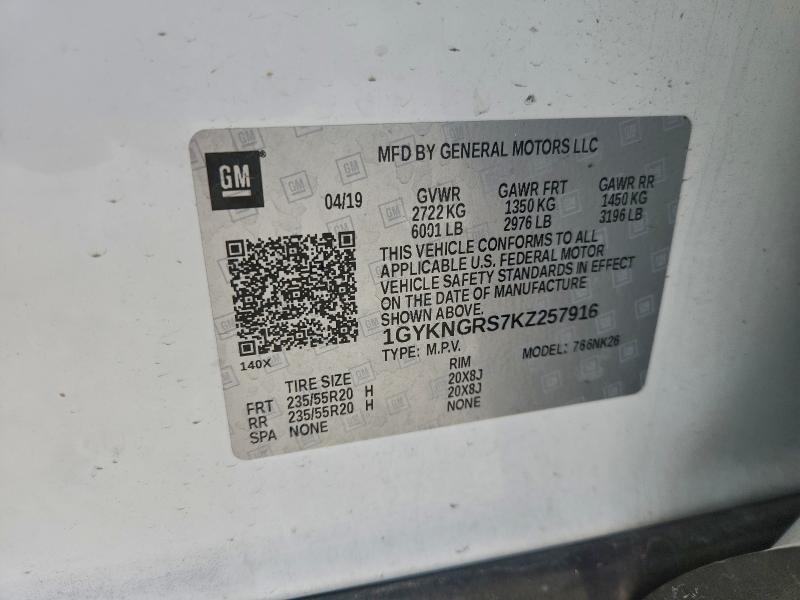 GM
MFD BY GENERAL MOTORS LLC
04/19
GVWR
2722 KG
6001 LB
GAWR FRT
1350 KG
2976 LB
GAWR RR
1450 KG
3196 LB
THIS VEHICLE CONFORMS TO ALL
APPLICABLE U.S. FEDERAL MOTOR
VEHICLE SAFETY STANDARDS IN EFFECT
ON THE DATE OF MANUFACTURE
SHOWN ABOVE.
1GYKNGRS7KZ257916
TYPE: M.P.V. MODEL: 766NK26
140X
TIRE SIZE RIM
FRT 235/55R20 H 20X8J
RR 235/55R20 H 20X8J
SPA NONE NONE